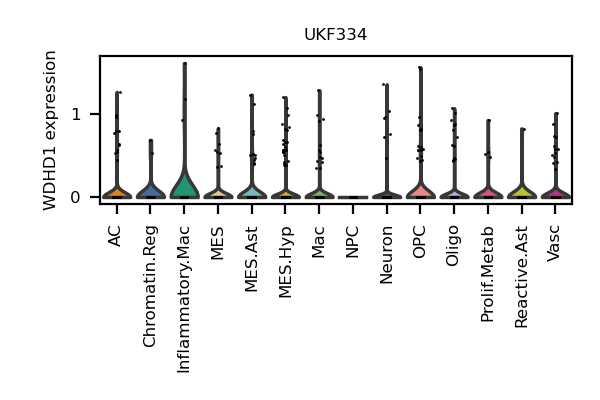 UKF334
WDHD1 expression
1
0
AC
Chromatin.Reg
Inflammatory.Mac
MES
MES.Ast
MES.Hyp
Mac
NPC
Neuron
OPC
Oligo
Prolif.Metab
Reactive.Ast
Vasc